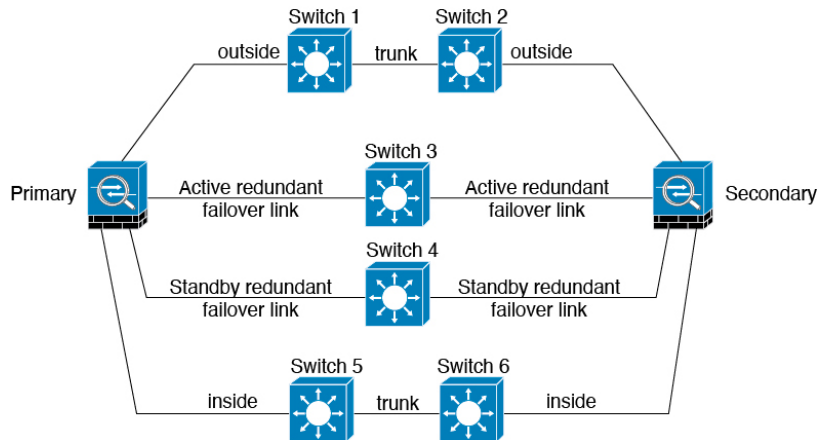 Switch 1
Switch 2
outside
trunk
outside
Switch 3
Primary
Active redundant
failover link
Active redundant
failover link
Secondary
Switch 4
Standby redundant
failover link
Standby redundant
failover link
Switch 5
Switch 6
inside
trunk
inside